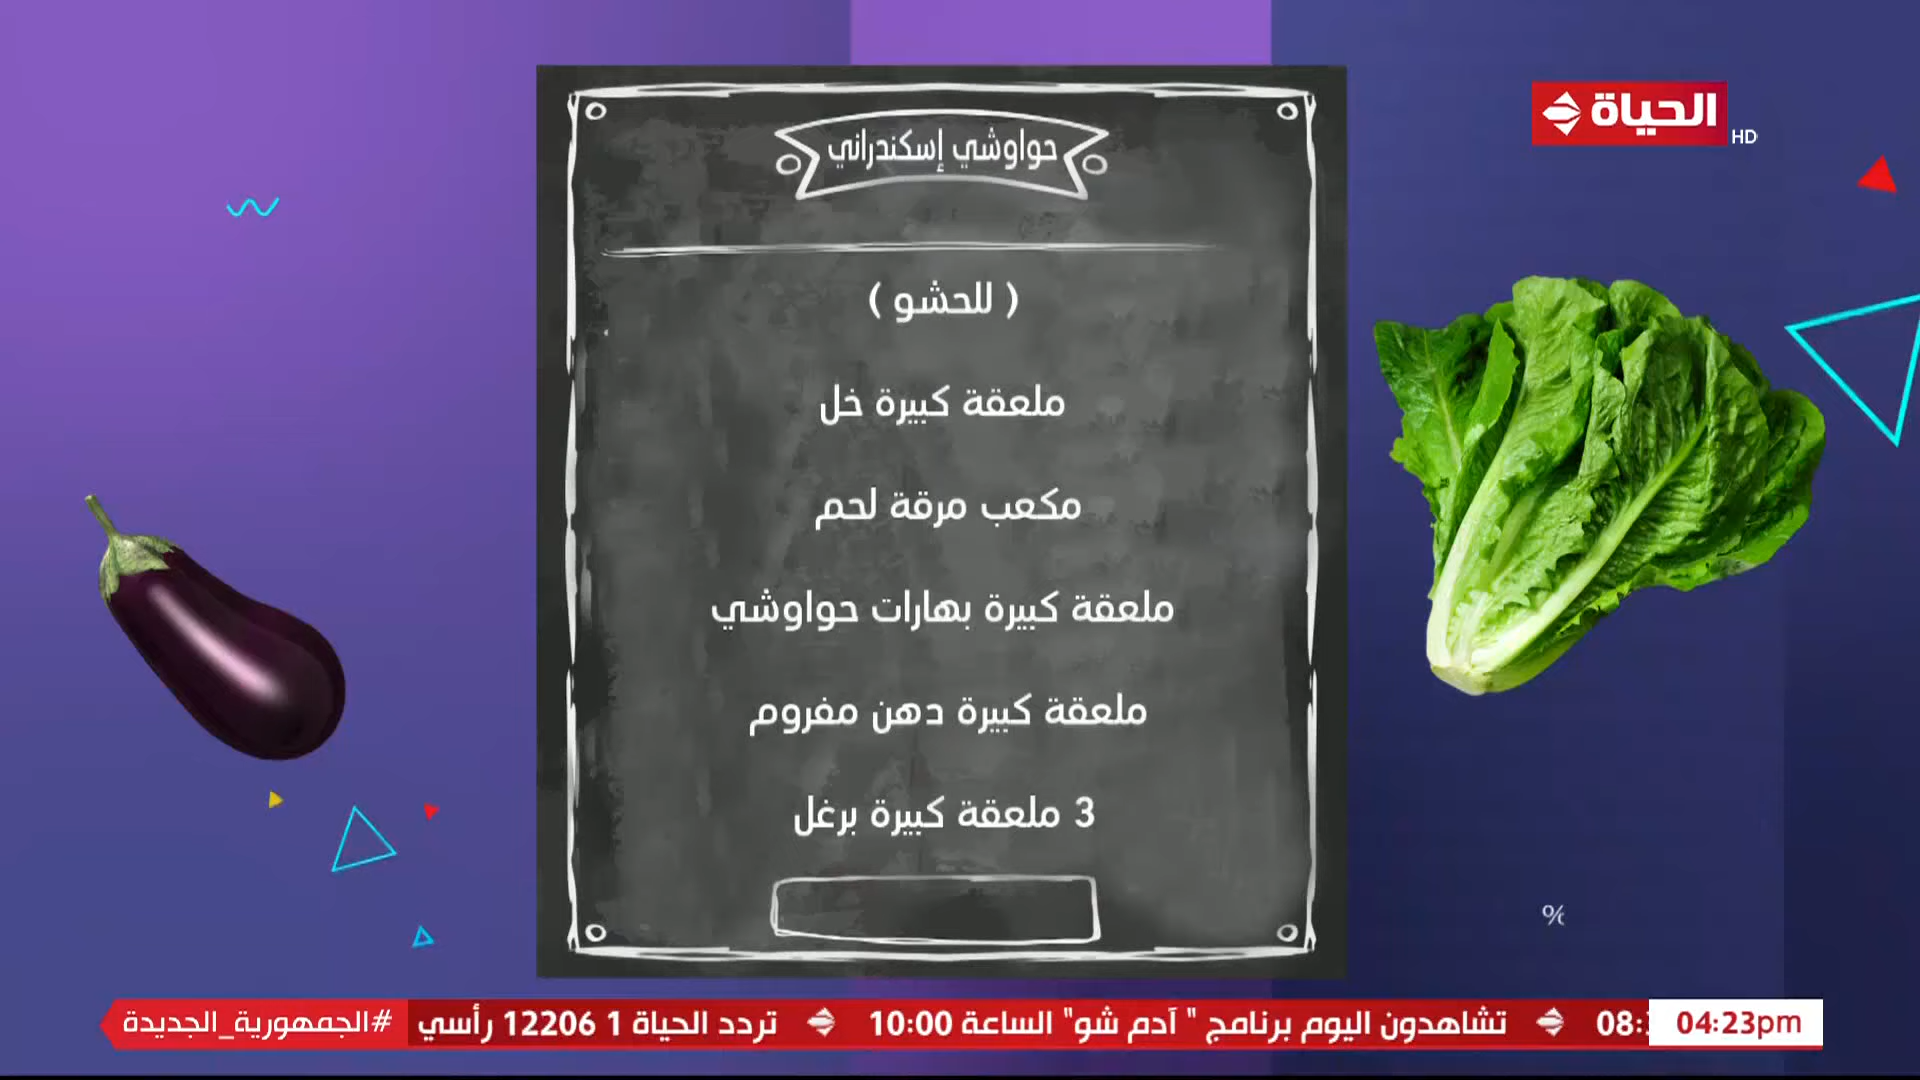 الحياة
HD
حواوشي إسكندراني
( للحشو )
ملعقة كبيرة خل
مكعب مرقة لحم
ملعقة كبيرة بهارات حواوشي
ملعقة كبيرة دهن مفروم
3 ملعقة كبيرة برغل
04:23pm
08: تشاهدون اليوم برنامج " آدم شو" الساعة 10:00 تردد الحياة 1 12206 رأسي
#الجمهورية_الجديدة